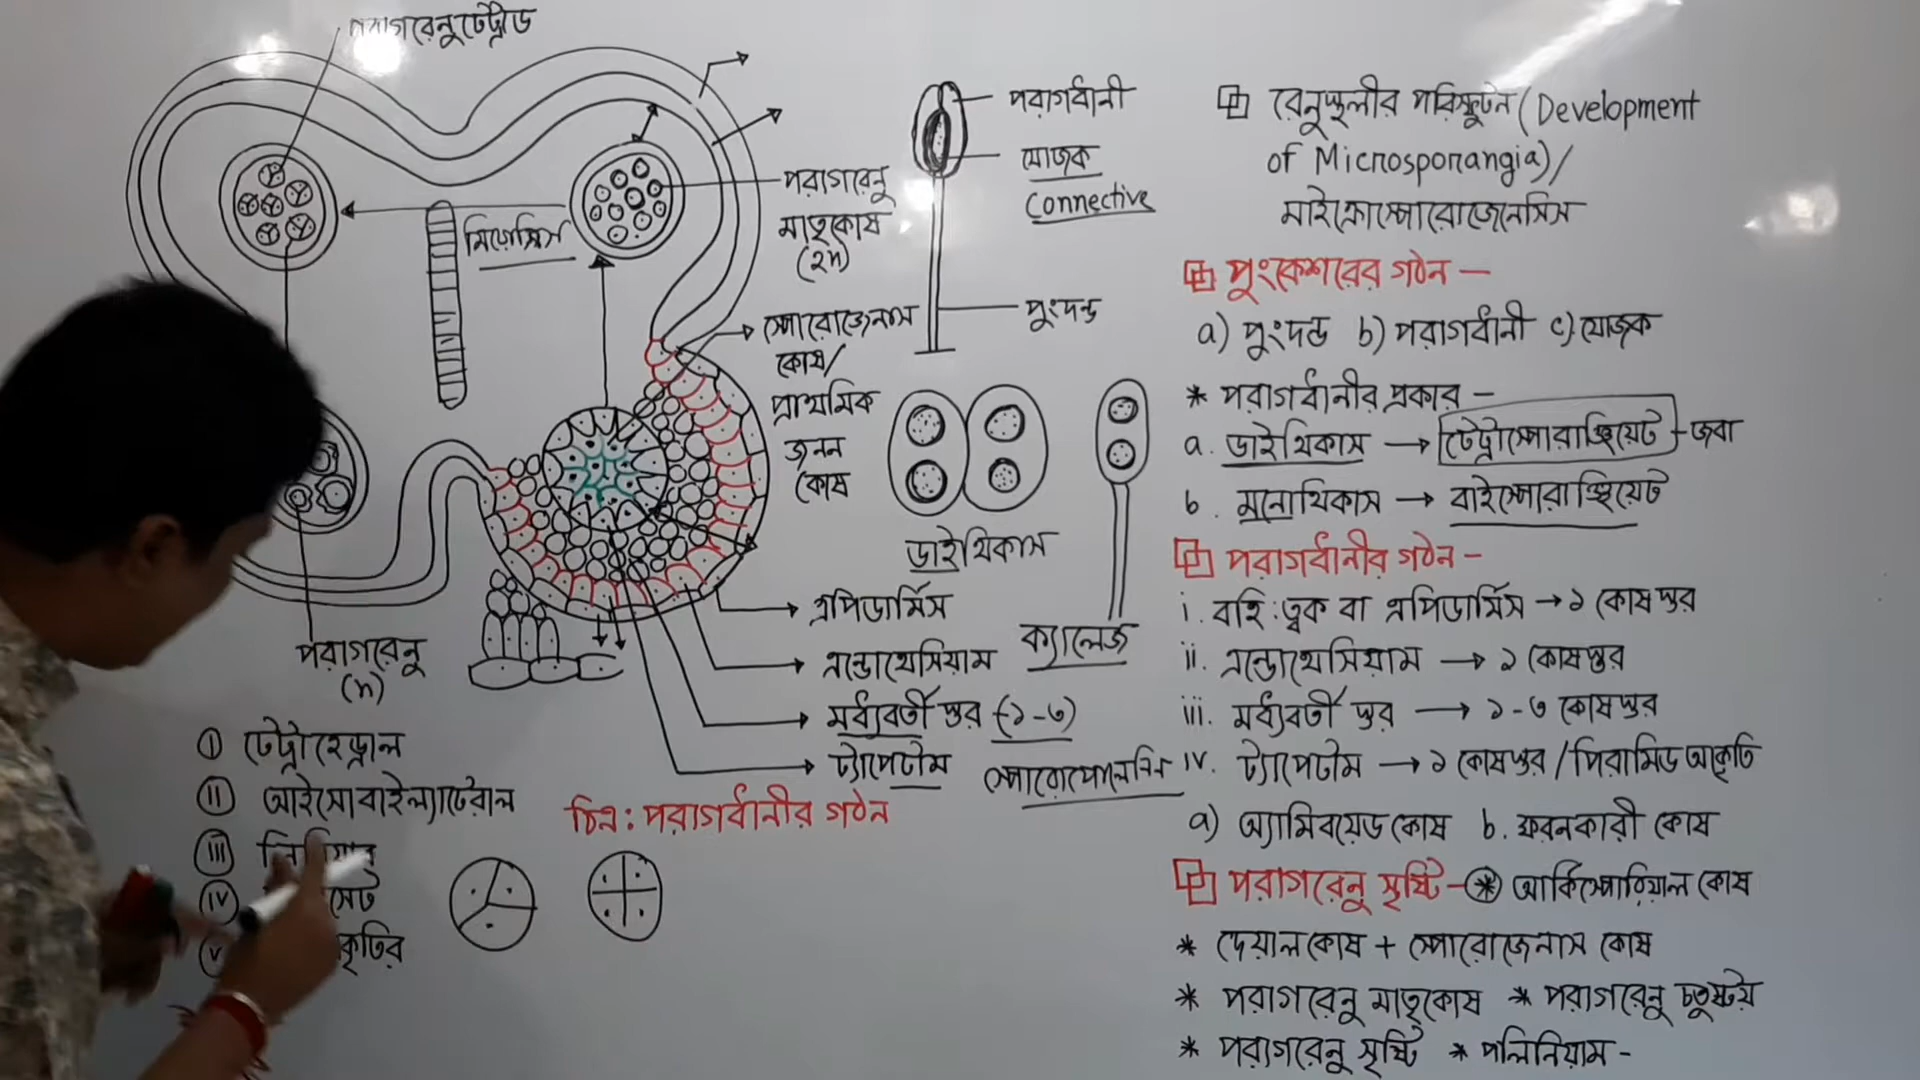 পরাগরেনু টেট্রাড
মিয়োসিস
পরাগরেনু
মাতৃকোষ
(2n)
স্পোরোজেনাস
কোষ/
প্রাথমিক
জনন
কোষ
পরাগরেনু
(n)
এপিডার্মিস
এন্ডোথেসিয়াম
মধ্যবর্তী স্তর (১-৩)
ট্যাপেটাম
চিত্র: পরাগধানীর গঠন
i টেট্রাহেড্রাল
ii আইসোবাইল্যাটেরাল
iii
iv
v
পরাগধানী
যোজক
Connective
পুংদন্ড
ডাইথিকাস
ক্যালেজ
স্পোরোপোলেনিন
রেনুস্থলীর পরিস্ফুটন (Development
of Microsporangia)/
মাইক্রোস্পোরোজেনেসিস
পুংকেশরের গঠন –
a) পুংদন্ড b) পরাগধানী c) যোজক
* পরাগধানীর প্রকার –
a. ডাইথিকাস → টেট্রাস্পোরাঞ্জিয়েট – জবা
b. মনোথিকাস → বাইস্পোরাঞ্জিয়েট
পরাগধানীর গঠন –
i. বহি:ত্বক বা এপিডার্মিস → ১ কোষস্তর
ii. এন্ডোথেসিয়াম → ১ কোষস্তর
iii. মধ্যবর্তী স্তর → ১-৩ কোষস্তর
iv. ট্যাপেটাম → ১ কোষস্তর / পিরামিড আকৃতি
a) অ্যামিবয়েড কোষ b. ক্ষরনকারী কোষ
পরাগরেনু সৃষ্টি – * আর্কিস্পোরিয়াল কোষ
* দেয়াল কোষ + স্পোরোজেনাস কোষ
* পরাগরেনু মাতৃকোষ * পরাগরেনু চতুষ্টয়
* পরাগরেনু সৃষ্টি * পলিনিয়াম –